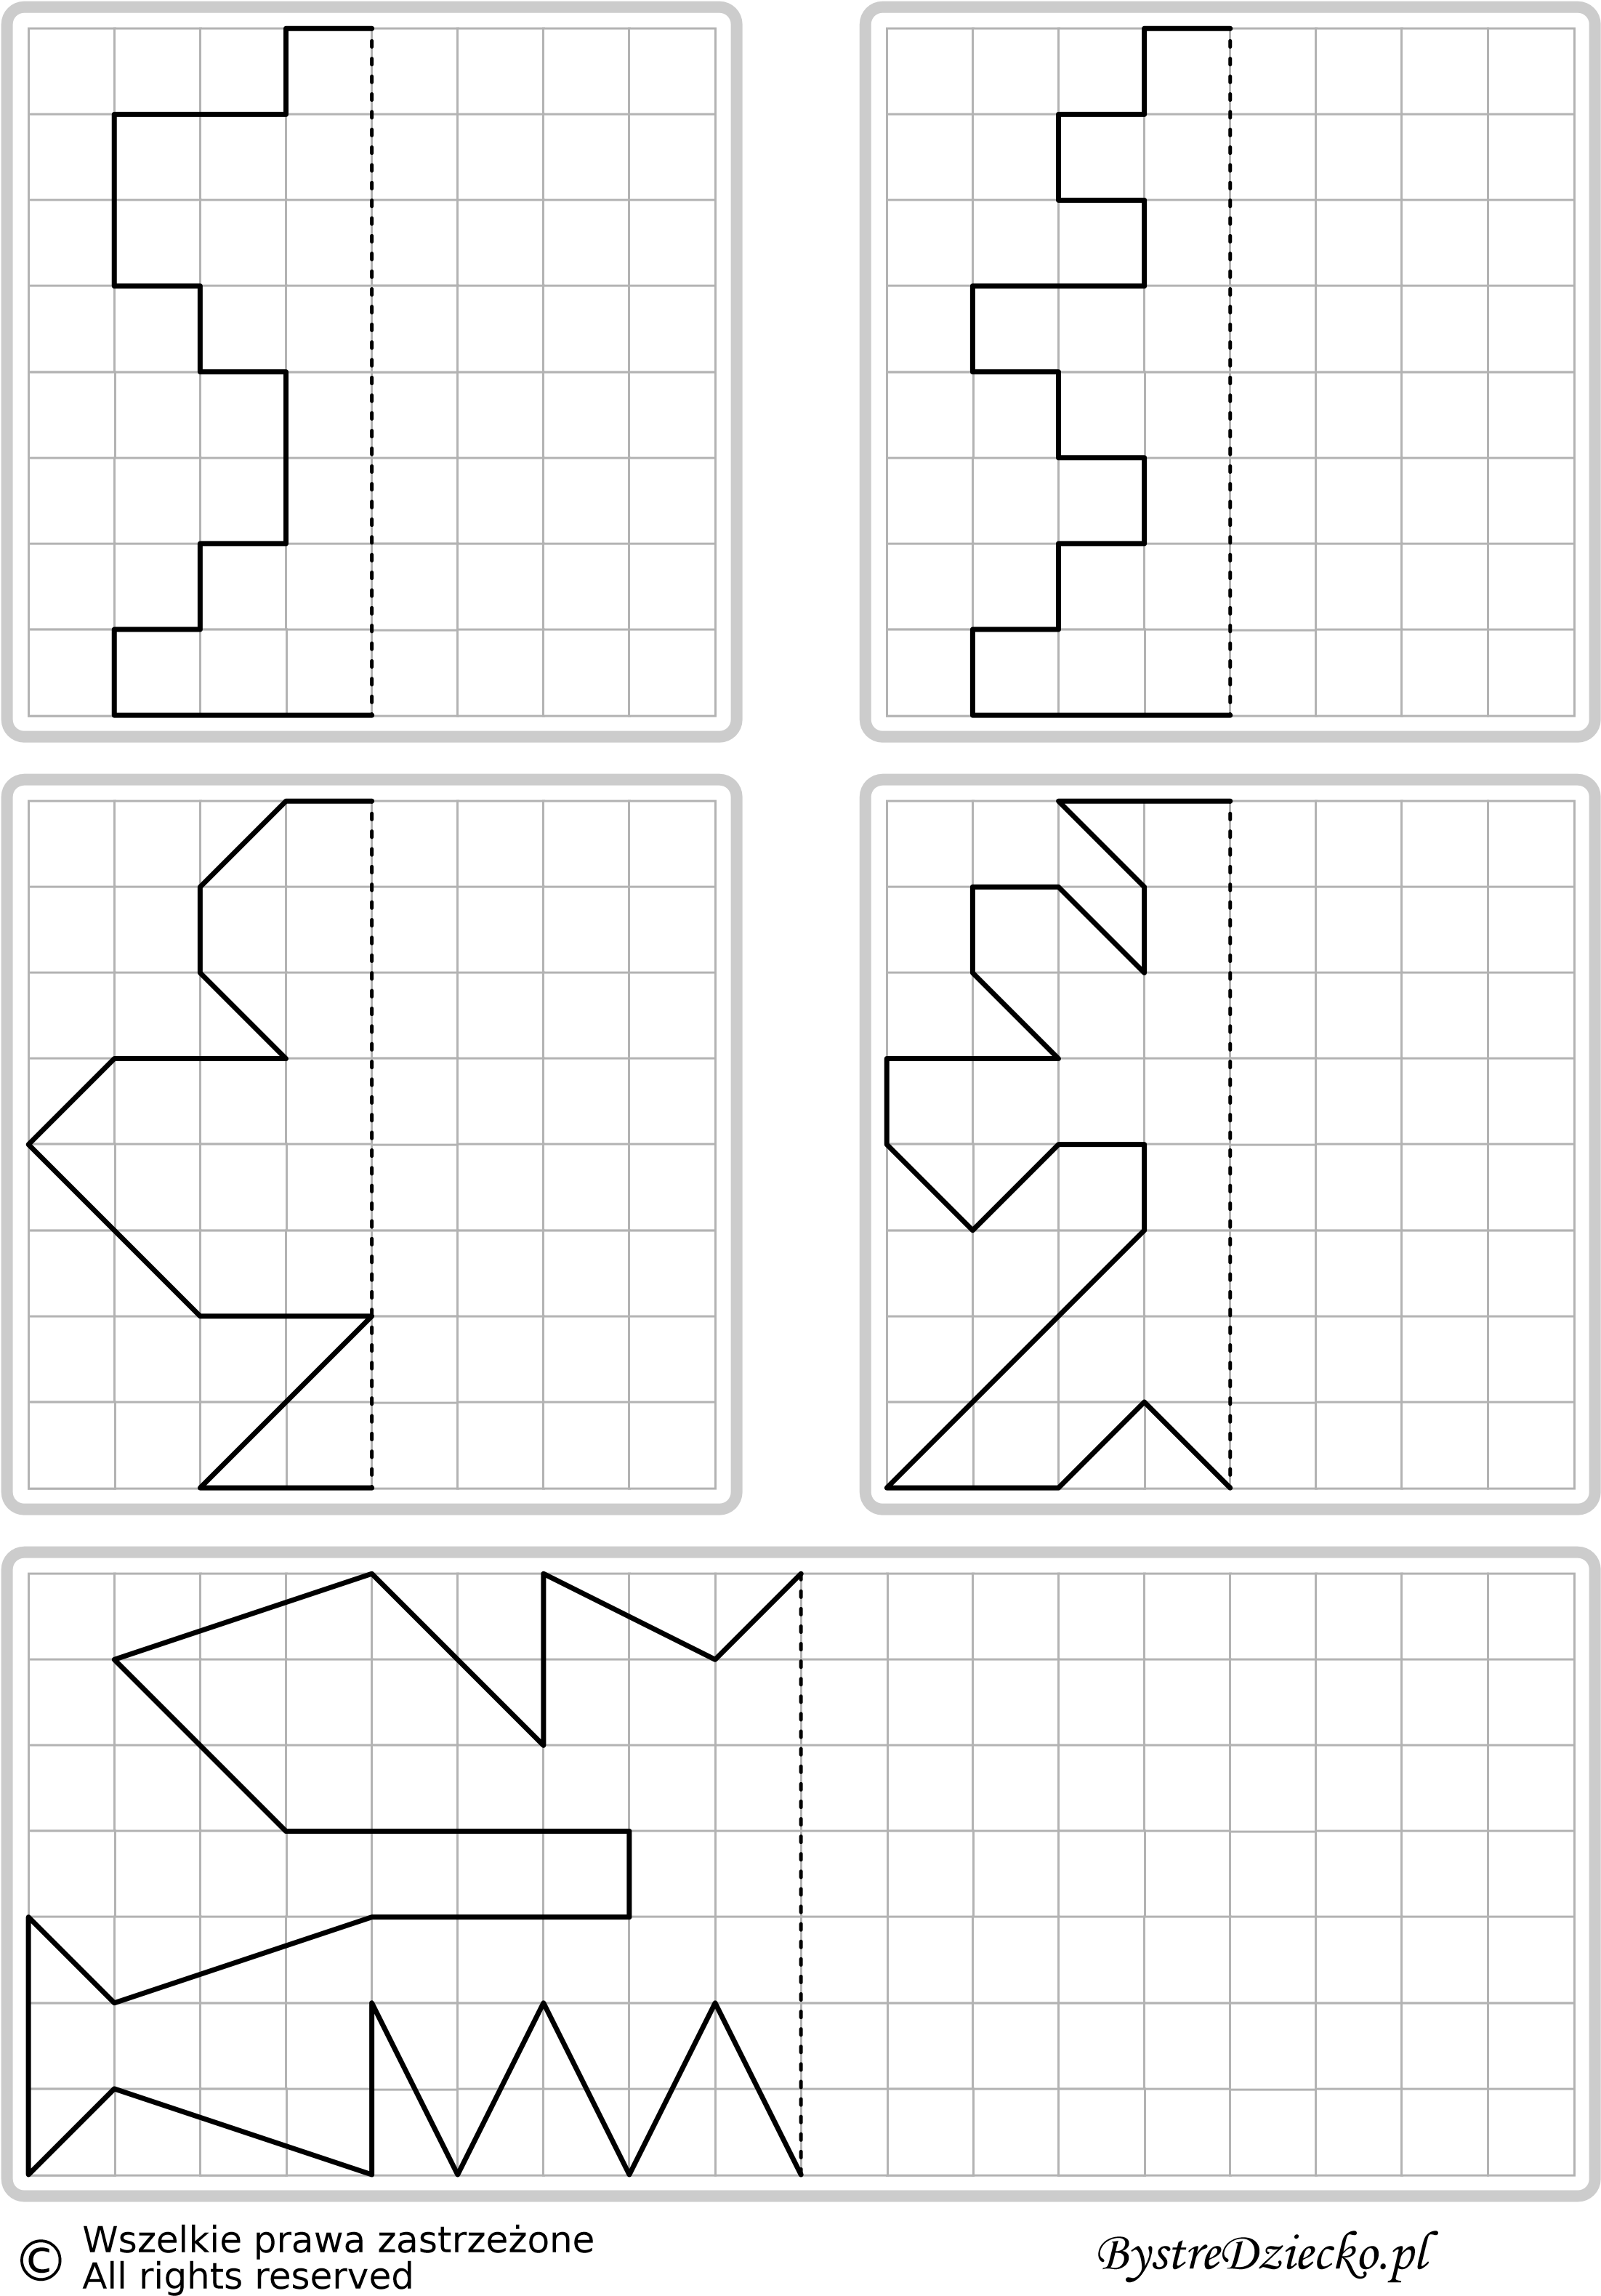 © Wszelkie prawa zastrzeżone
All rights reserved
BystreDziecko.pl